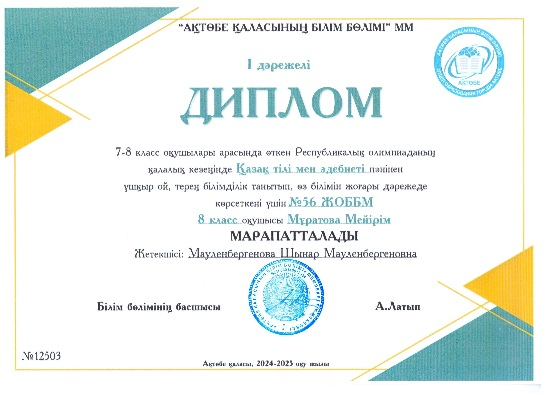 "АҚТӨБЕ ҚАЛАСЫНЫҢ БІЛІМ БӨЛІМІ" ММ
АҚТӨБЕ
I дәрежелі
ДИПЛОМ
7-8 класс оқушылары арасында өткен Республикалық олимпиаданың
қалалық кезеңінде Қазақ тілі мен әдебиеті пәнінен
ұшқыр ой, терең білімділік танытып, өз білімін жоғары дәрежеде
көрсеткені үшін №56 ЖОББМ
8 класс оқушысы Мұратова Мейірім
МАРАПАТТАЛАДЫ
Жетекшісі: Мауленбергенова Шынар Мауленбергеновна
Білім бөлімінің басшысы А.Латып
№12503
Ақтөбе қаласы, 2024-2025 оқу жылы